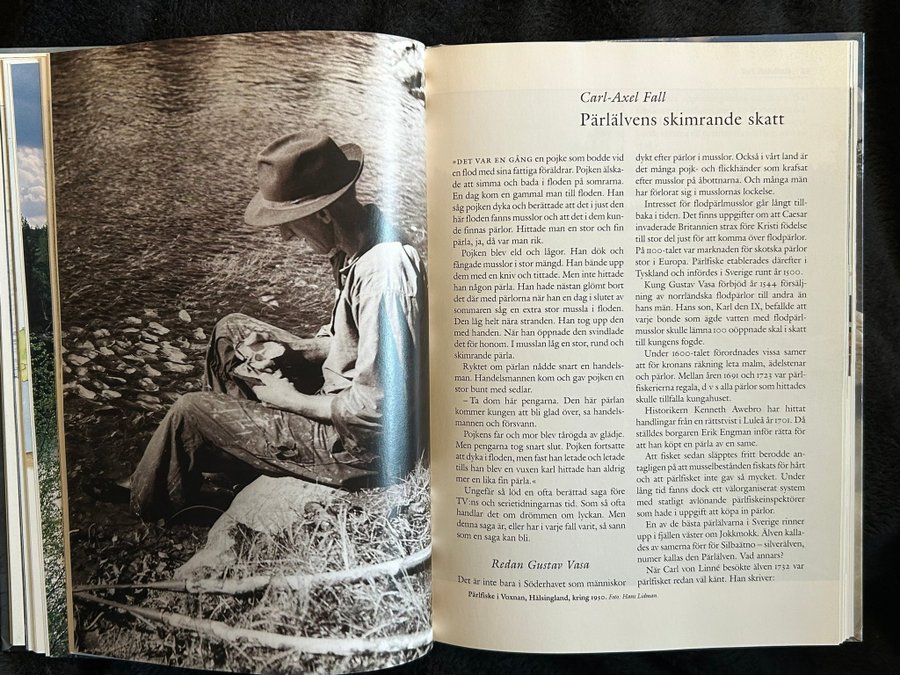 Carl-Axel Fall
Pärlälvens skimrande skatt
»DET VAR EN GÅNG en pojke som bodde vid
en flod med sina fattiga föräldrar. Pojken älska-
de att simma och bada i floden på somrarna.
En dag kom en gammal man till floden. Han
såg pojken dyka och berättade att det i just den
här floden fanns musslor och att det i dem kun-
de finnas pärlor. Hittade man en stor och fin
pärla, ja, då var man rik.
Pojken blev eld och lågor. Han dök och
fångade musslor i stor mängd. Han bände upp
dem med en kniv och tittade. Men inte hittade
han någon pärla. Han hade nästan glömt bort
det där med pärlorna när han en dag i slutet av
sommaren såg en extra stor mussla i floden.
Den låg helt nära stranden. Han tog upp den
med handen. När han öppnade den svindlade
det för honom. I musslan låg en stor, rund och
skimrande pärla.
Ryktet om pärlan nådde snart en handels-
man. Handelsmannen kom och gav pojken en
stor bunt med sedlar.
– Ta dom här pengarna. Den här pärlan
kommer kungen att bli glad över, sa handels-
mannen och försvann.
Pojkens far och mor blev tårögda av glädje.
Men pengarna tog snart slut. Pojken fortsatte
att dyka i floden, men fast han letade och letade
tills han blev en vuxen karl hittade han aldrig
mer en lika fin pärla.«
Ungefär så löd en ofta berättad saga före
TV:ns och serietidningarnas tid. Som så ofta
handlar det om drömmen om lyckan. Men
denna saga är, eller har i varje fall varit, så sann
som en saga kan bli.
Redan Gustav Vasa
Det är inte bara i Söderhavet som människor
dykt efter pärlor i musslor. Också i vårt land är
det många pojk- och flickhänder som krafsat
efter musslor på åbottnarna. Och många män
har förlorat sig i musslornas lockelse.
Intresset för flodpärlmusslor går långt till-
baka i tiden. Det finns uppgifter om att Caesar
invaderade Britannien strax före Kristi födelse
till stor del just för att komma över flodpärlor.
På 1100-talet var marknaden för skotska pärlor
stor i Europa. Pärlfiske etablerades därefter i
Tyskland och infördes i Sverige runt år 1500.
Kung Gustav Vasa förbjöd år 1544 försälj-
ning av norrländska flodpärlor till andra än
hans män. Hans son, Karl den IX, befallde att
varje bonde som ägde vatten med flodpärl-
musslor skulle lämna 100 oöppnade skal i skatt
till kungens fogde.
Under 1600-talet förordnades vissa samer
att för kronans räkning leta malm, ädelstenar
och pärlor. Mellan åren 1691 och 1723 var pärl-
fiskerierna regala, d v s alla pärlor som hittades
skulle tillfalla kungahuset.
Historikern Kenneth Awebro har hittat
handlingar från en rättstvist i Luleå år 1701. Då
ställdes borgaren Erik Engman inför rätta för
att han köpt en pärla av en same.
Att fisket sedan släpptes fritt berodde an-
tagligen på att musselbestånden fiskats för hårt
och att pärlfisket inte gav så mycket. Under
lång tid fanns dock ett välorganiserat system
med statligt avlönande pärlfiskeinspektörer
som hade i uppgift att köpa in pärlor.
En av de bästa pärlälvarna i Sverige rinner
upp i fjällen väster om Jokkmokk. Älven kalla-
des av samerna förr för Silbaätno – silverälven,
numer kallas den Pärlälven. Vad annars?
När Carl von Linné besökte älven 1732 var
pärlfisket redan väl känt. Han skriver:
Pärlfiske i Voxnan, Hälsingland, kring 1930. Foto: Hans Lidman.